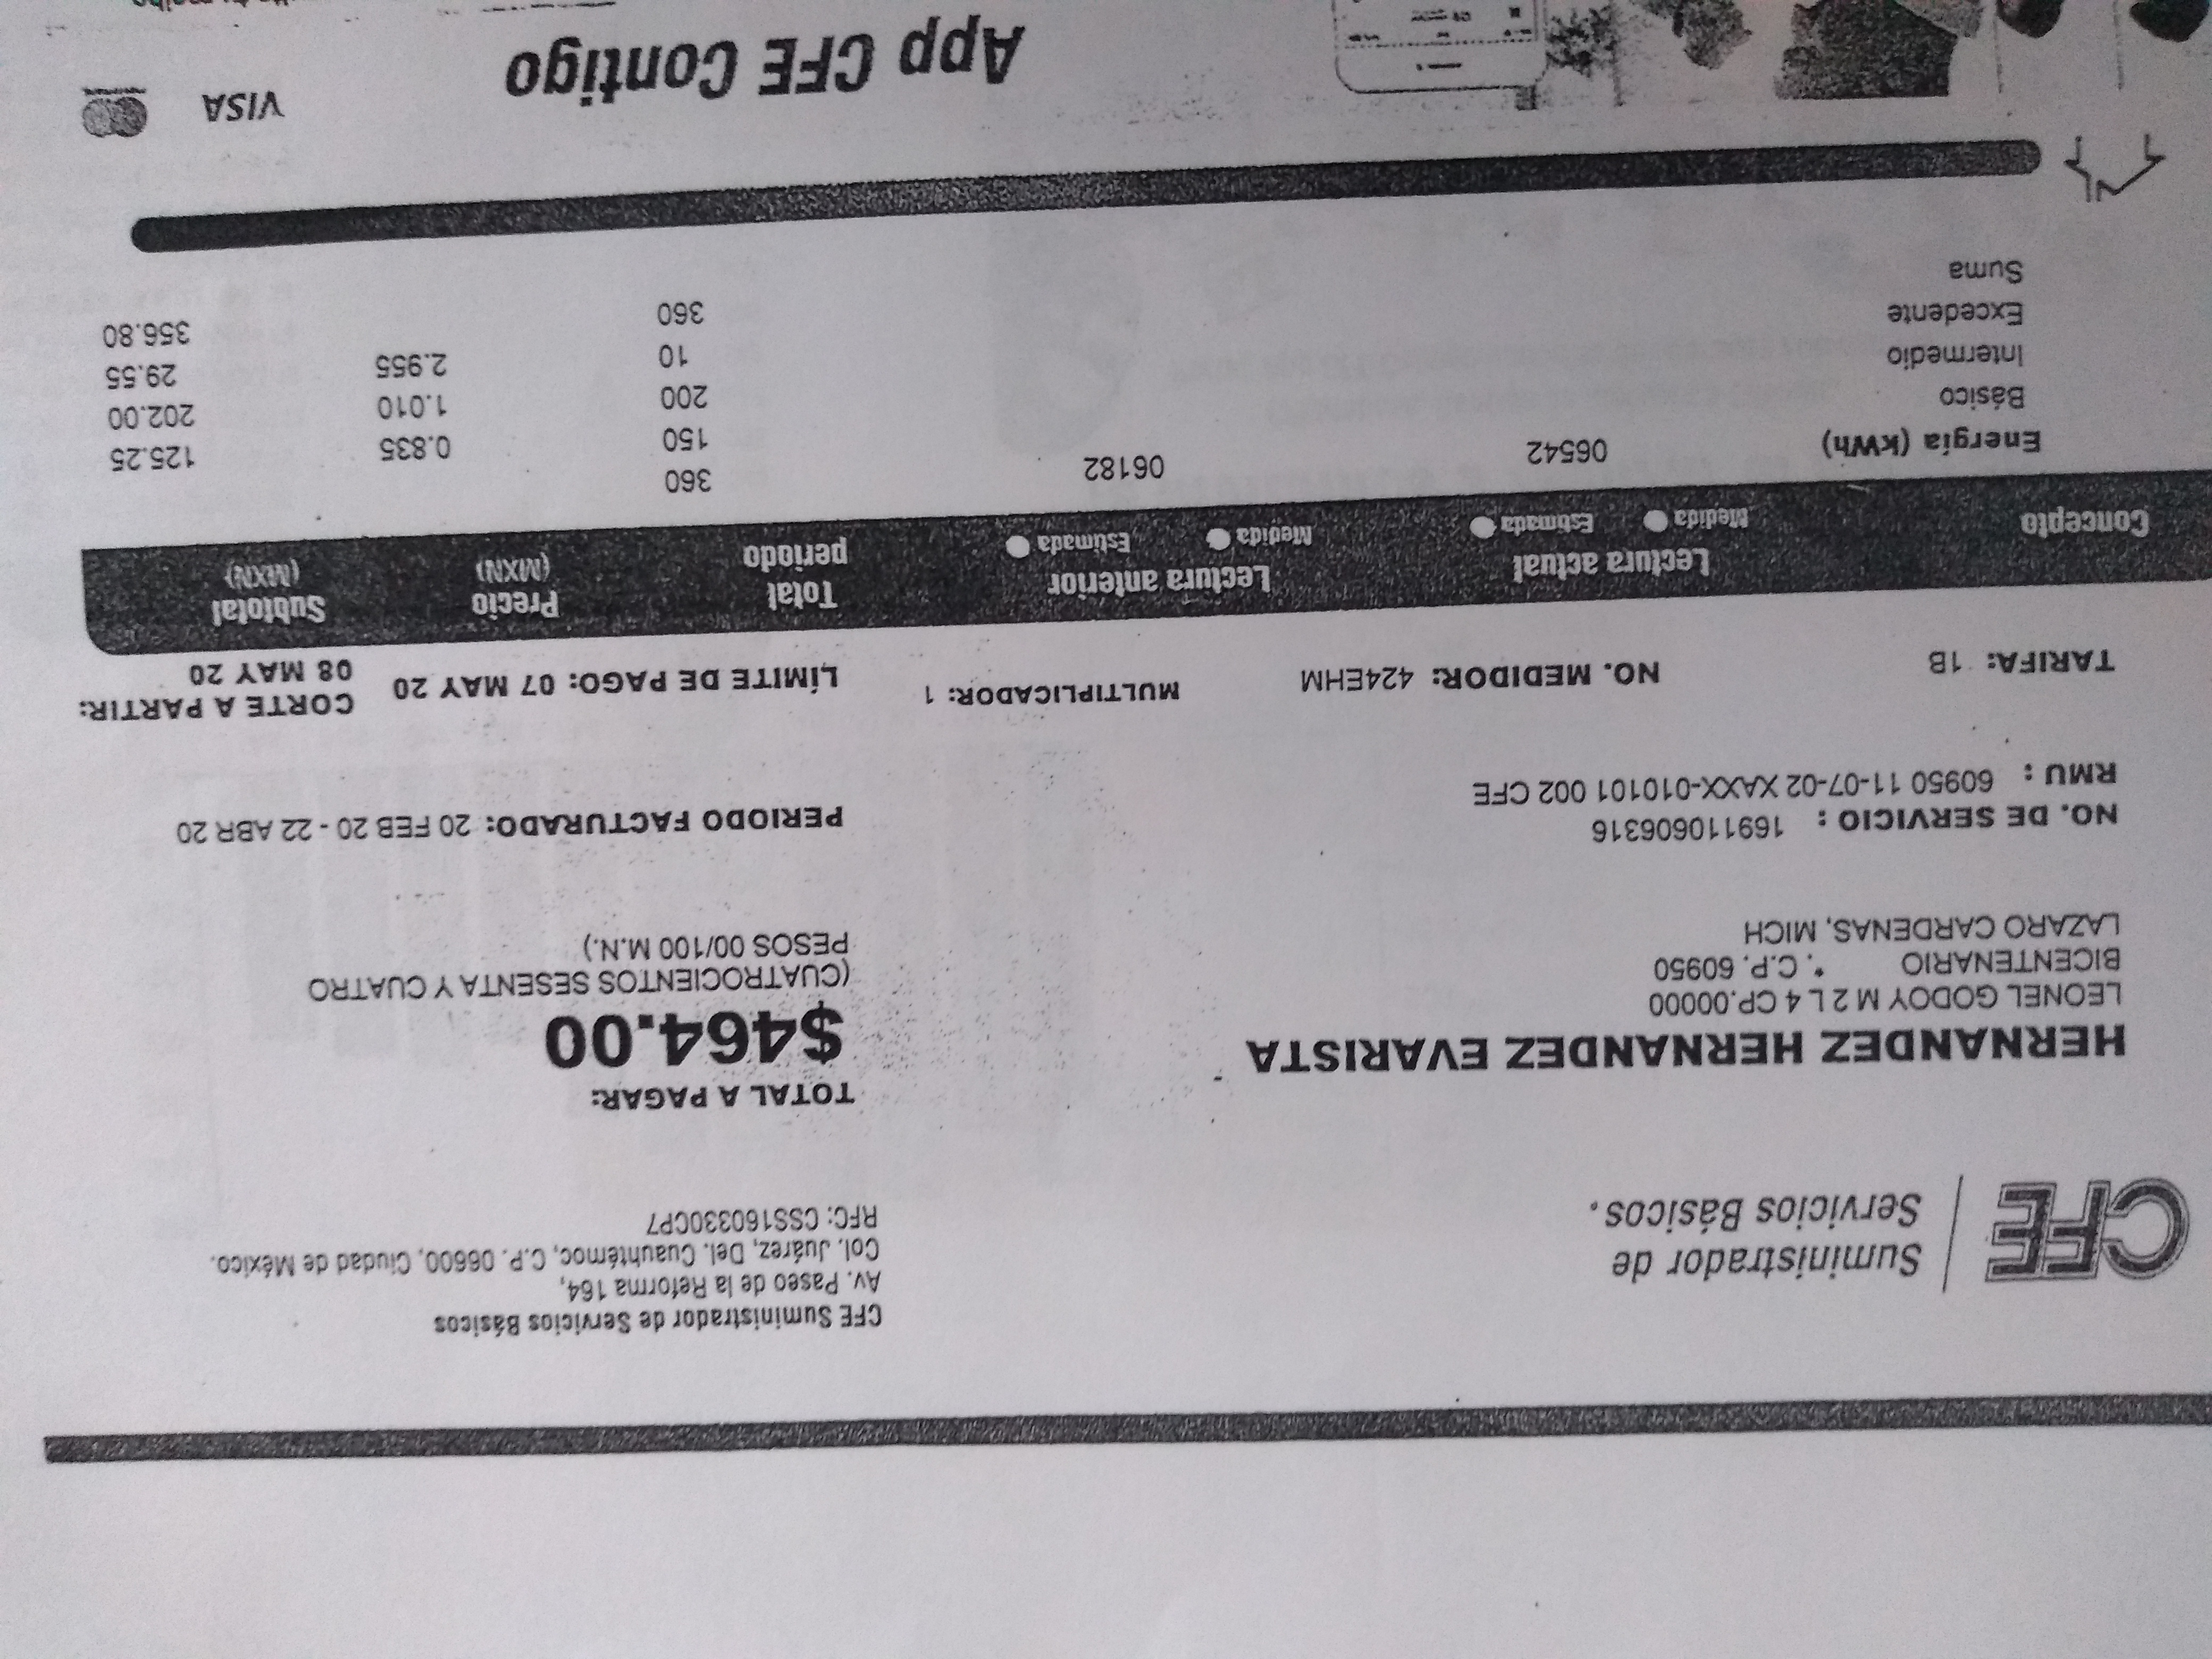 CFE
Suministrador de
Servicios Básicos.
CFE Suministrador de Servicios Básicos
Av. Paseo de la Reforma 164,
Col. Juárez, Del. Cuauhtémoc, C.P. 06600, Ciudad de México.
RFC: CSS160330CP7
HERNANDEZ HERNANDEZ EVARISTA
LEONEL GODOY M 2 L 4 CP.00000
BICENTENARIO *. C.P. 60950
LAZARO CARDENAS, MICH
TOTAL A PAGAR:
$464.00
(CUATROCIENTOS SESENTA Y CUATRO
PESOS 00/100 M.N.)
NO. DE SERVICIO : 169110606316
RMU : 60950 11-07-02 XAXX-010101 002 CFE
PERIODO FACTURADO: 20 FEB 20 - 22 ABR 20
TARIFA: 1B NO. MEDIDOR: 424EHM MULTIPLICADOR: 1 LÍMITE DE PAGO: 07 MAY 20 CORTE A PARTIR:
08 MAY 20
Concepto Lectura actual Lectura anterior Total periodo Precio (MXN) Subtotal (MXN)
Medida Estimada Medida Estimada
Energía (kWh) 06542 06182 360
Básico 150 0.835 125.25
Intermedio 200 1.010 202.00
Excedente 10 2.955 29.55
Suma 360 356.80
App CFE Contigo
VISA